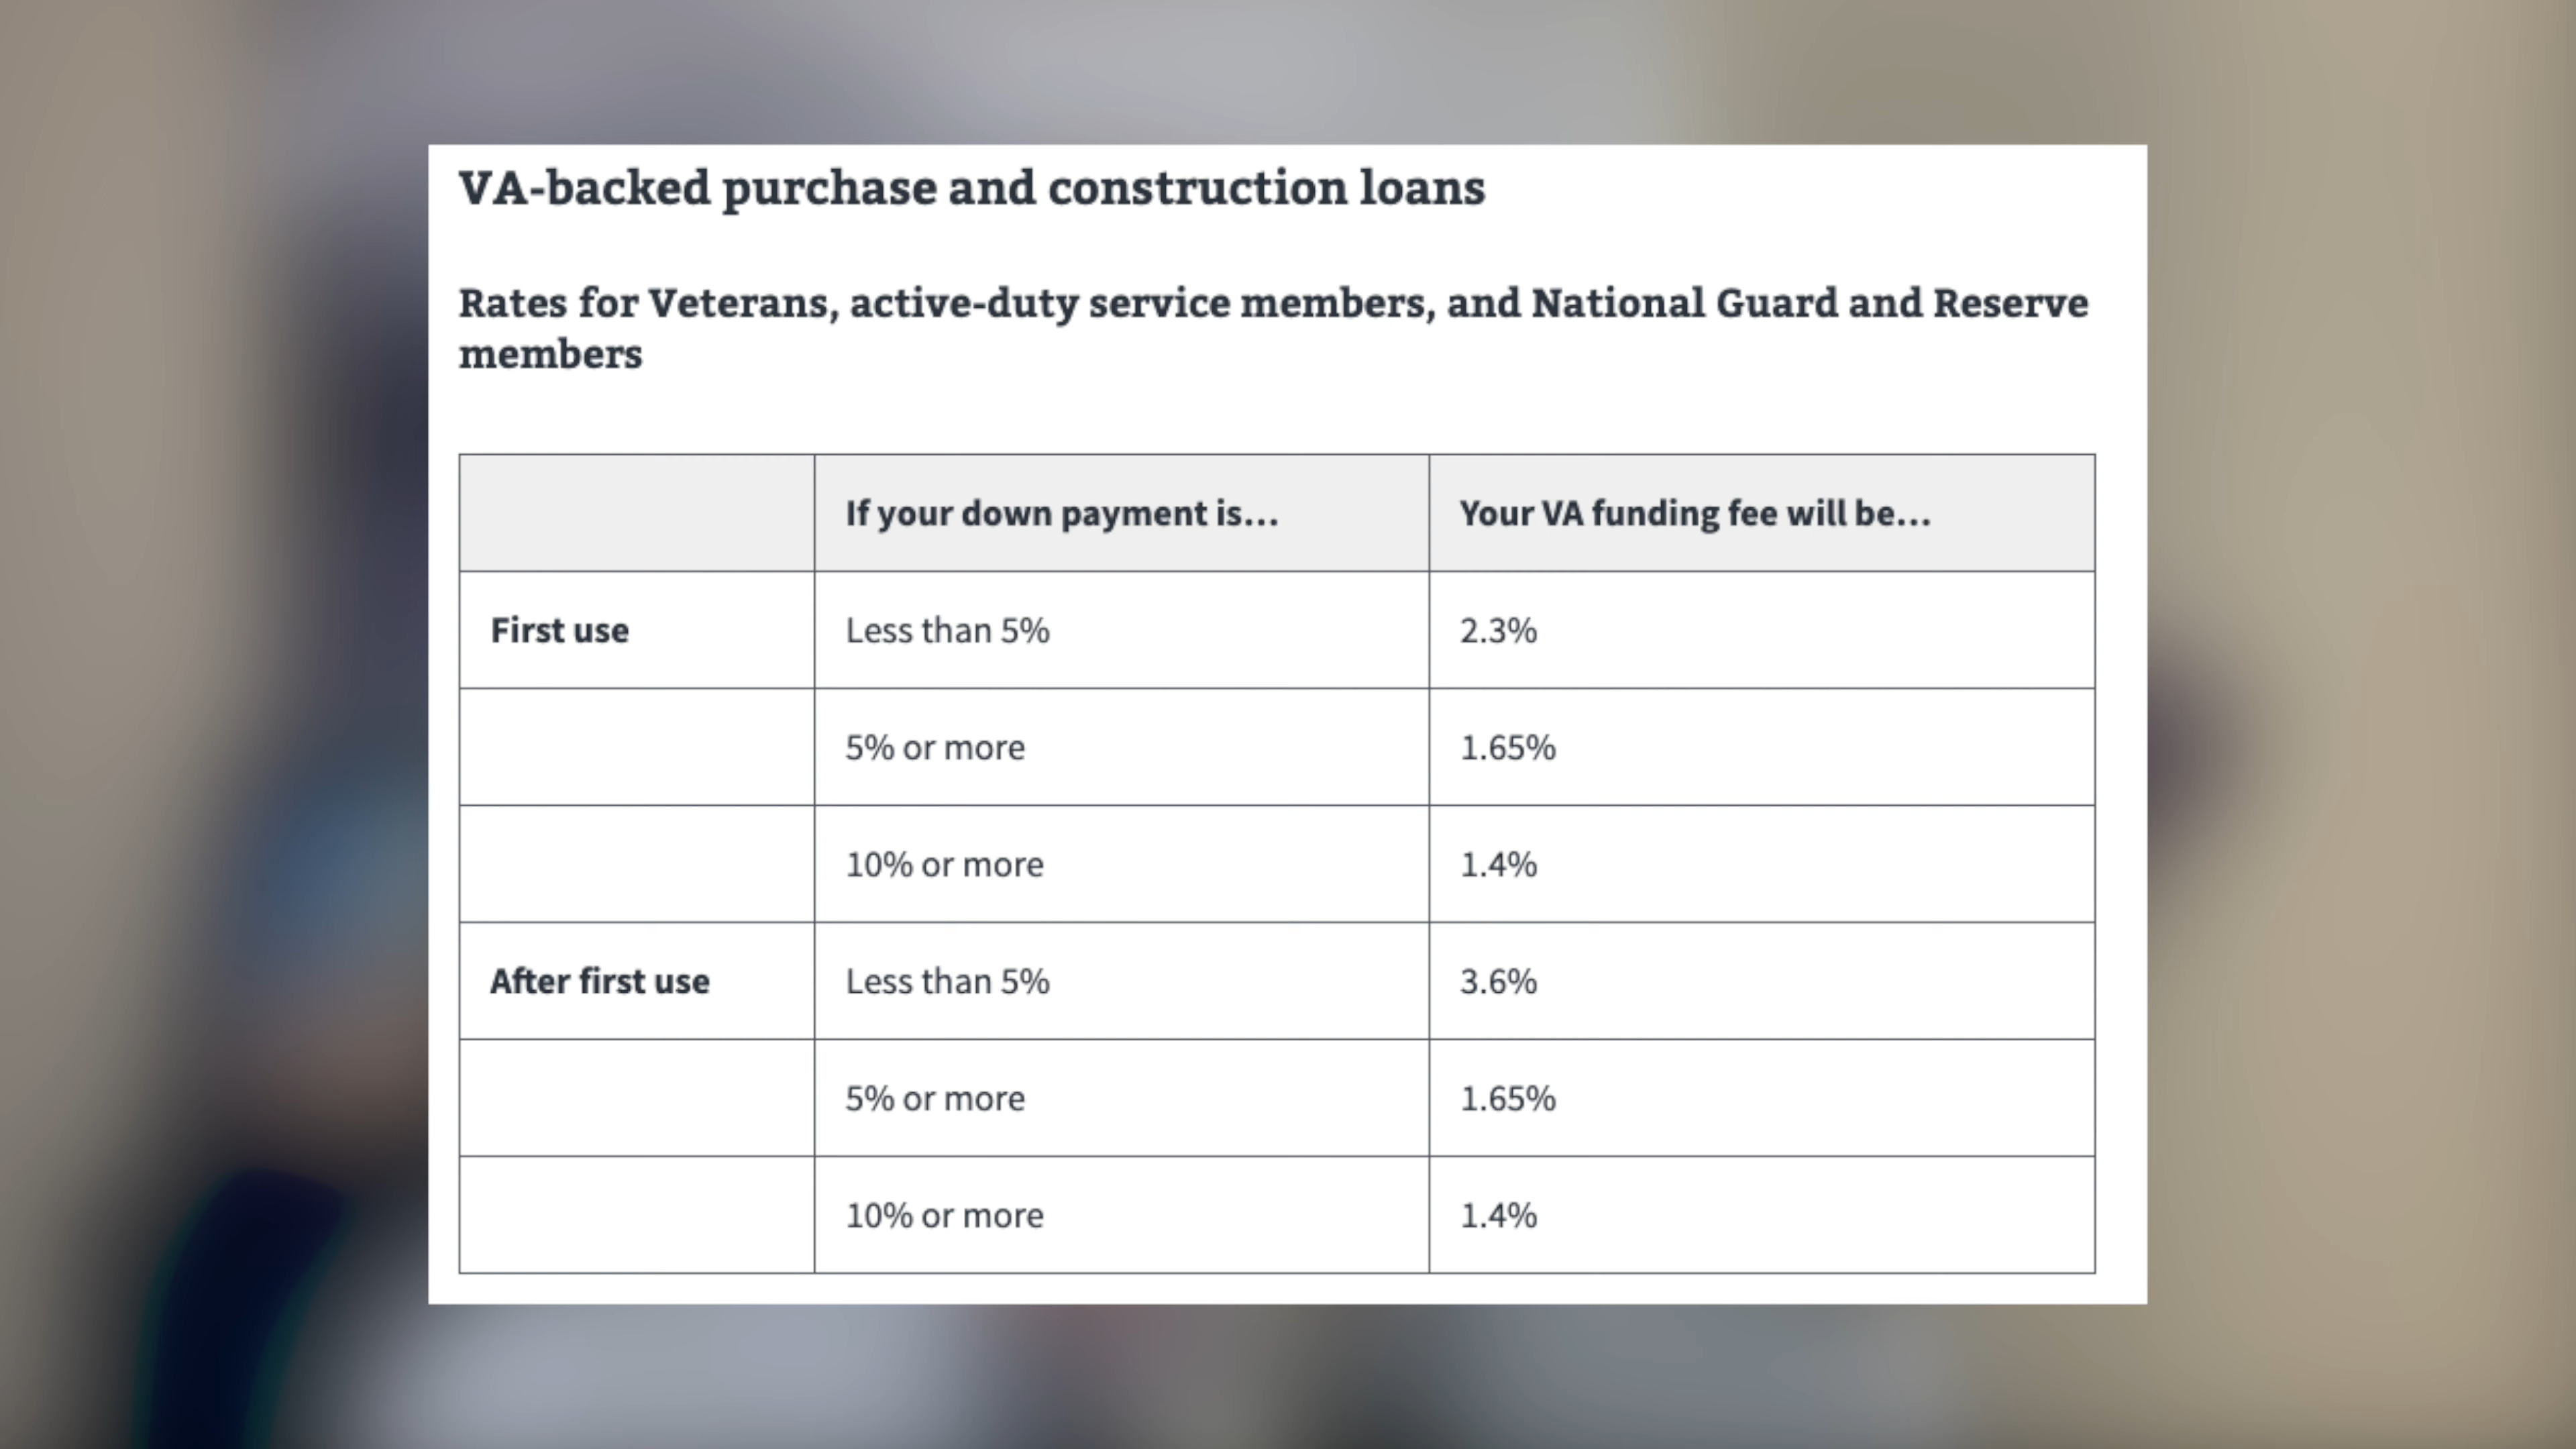 VA-backed purchase and construction loans
Rates for Veterans, active-duty service members, and National Guard and Reserve
members
If your down payment is... Your VA funding fee will be...
First use Less than 5% 2.3%
5% or more 1.65%
10% or more 1.4%
After first use Less than 5% 3.6%
5% or more 1.65%
10% or more 1.4%